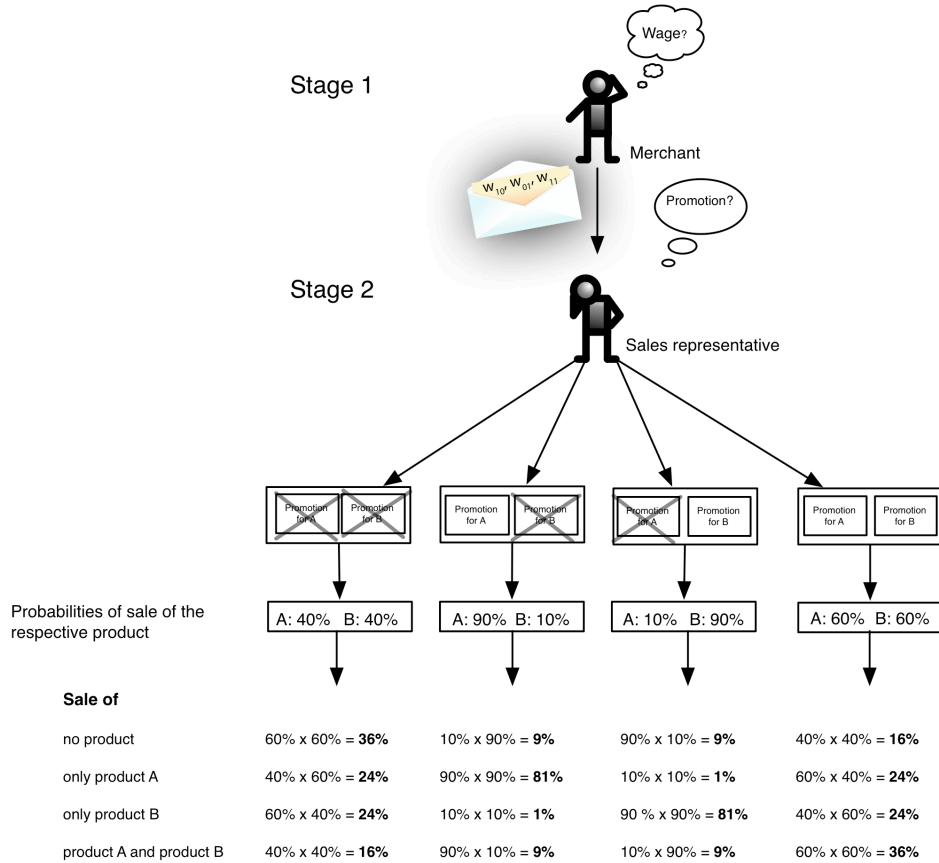 Wage?
Stage 1
Merchant
w10, w01, w11
Promotion?
Stage 2
Sales representative
Promotion
for A
Promotion
for B
Promotion
for A
Promotion
for B
Promotion
for A
Promotion
for B
Promotion
for A
Promotion
for B
Probabilities of sale of the
respective product
A: 40% B: 40%
A: 90% B: 10%
A: 10% B: 90%
A: 60% B: 60%
Sale of
no product 60% x 60% = 36% 10% x 90% = 9% 90% x 10% = 9% 40% x 40% = 16%
only product A 40% x 60% = 24% 90% x 90% = 81% 10% x 10% = 1% 60% x 40% = 24%
only product B 60% x 40% = 24% 10% x 10% = 1% 90 % x 90% = 81% 40% x 60% = 24%
product A and product B 40% x 40% = 16% 90% x 10% = 9% 10% x 90% = 9% 60% x 60% = 36%